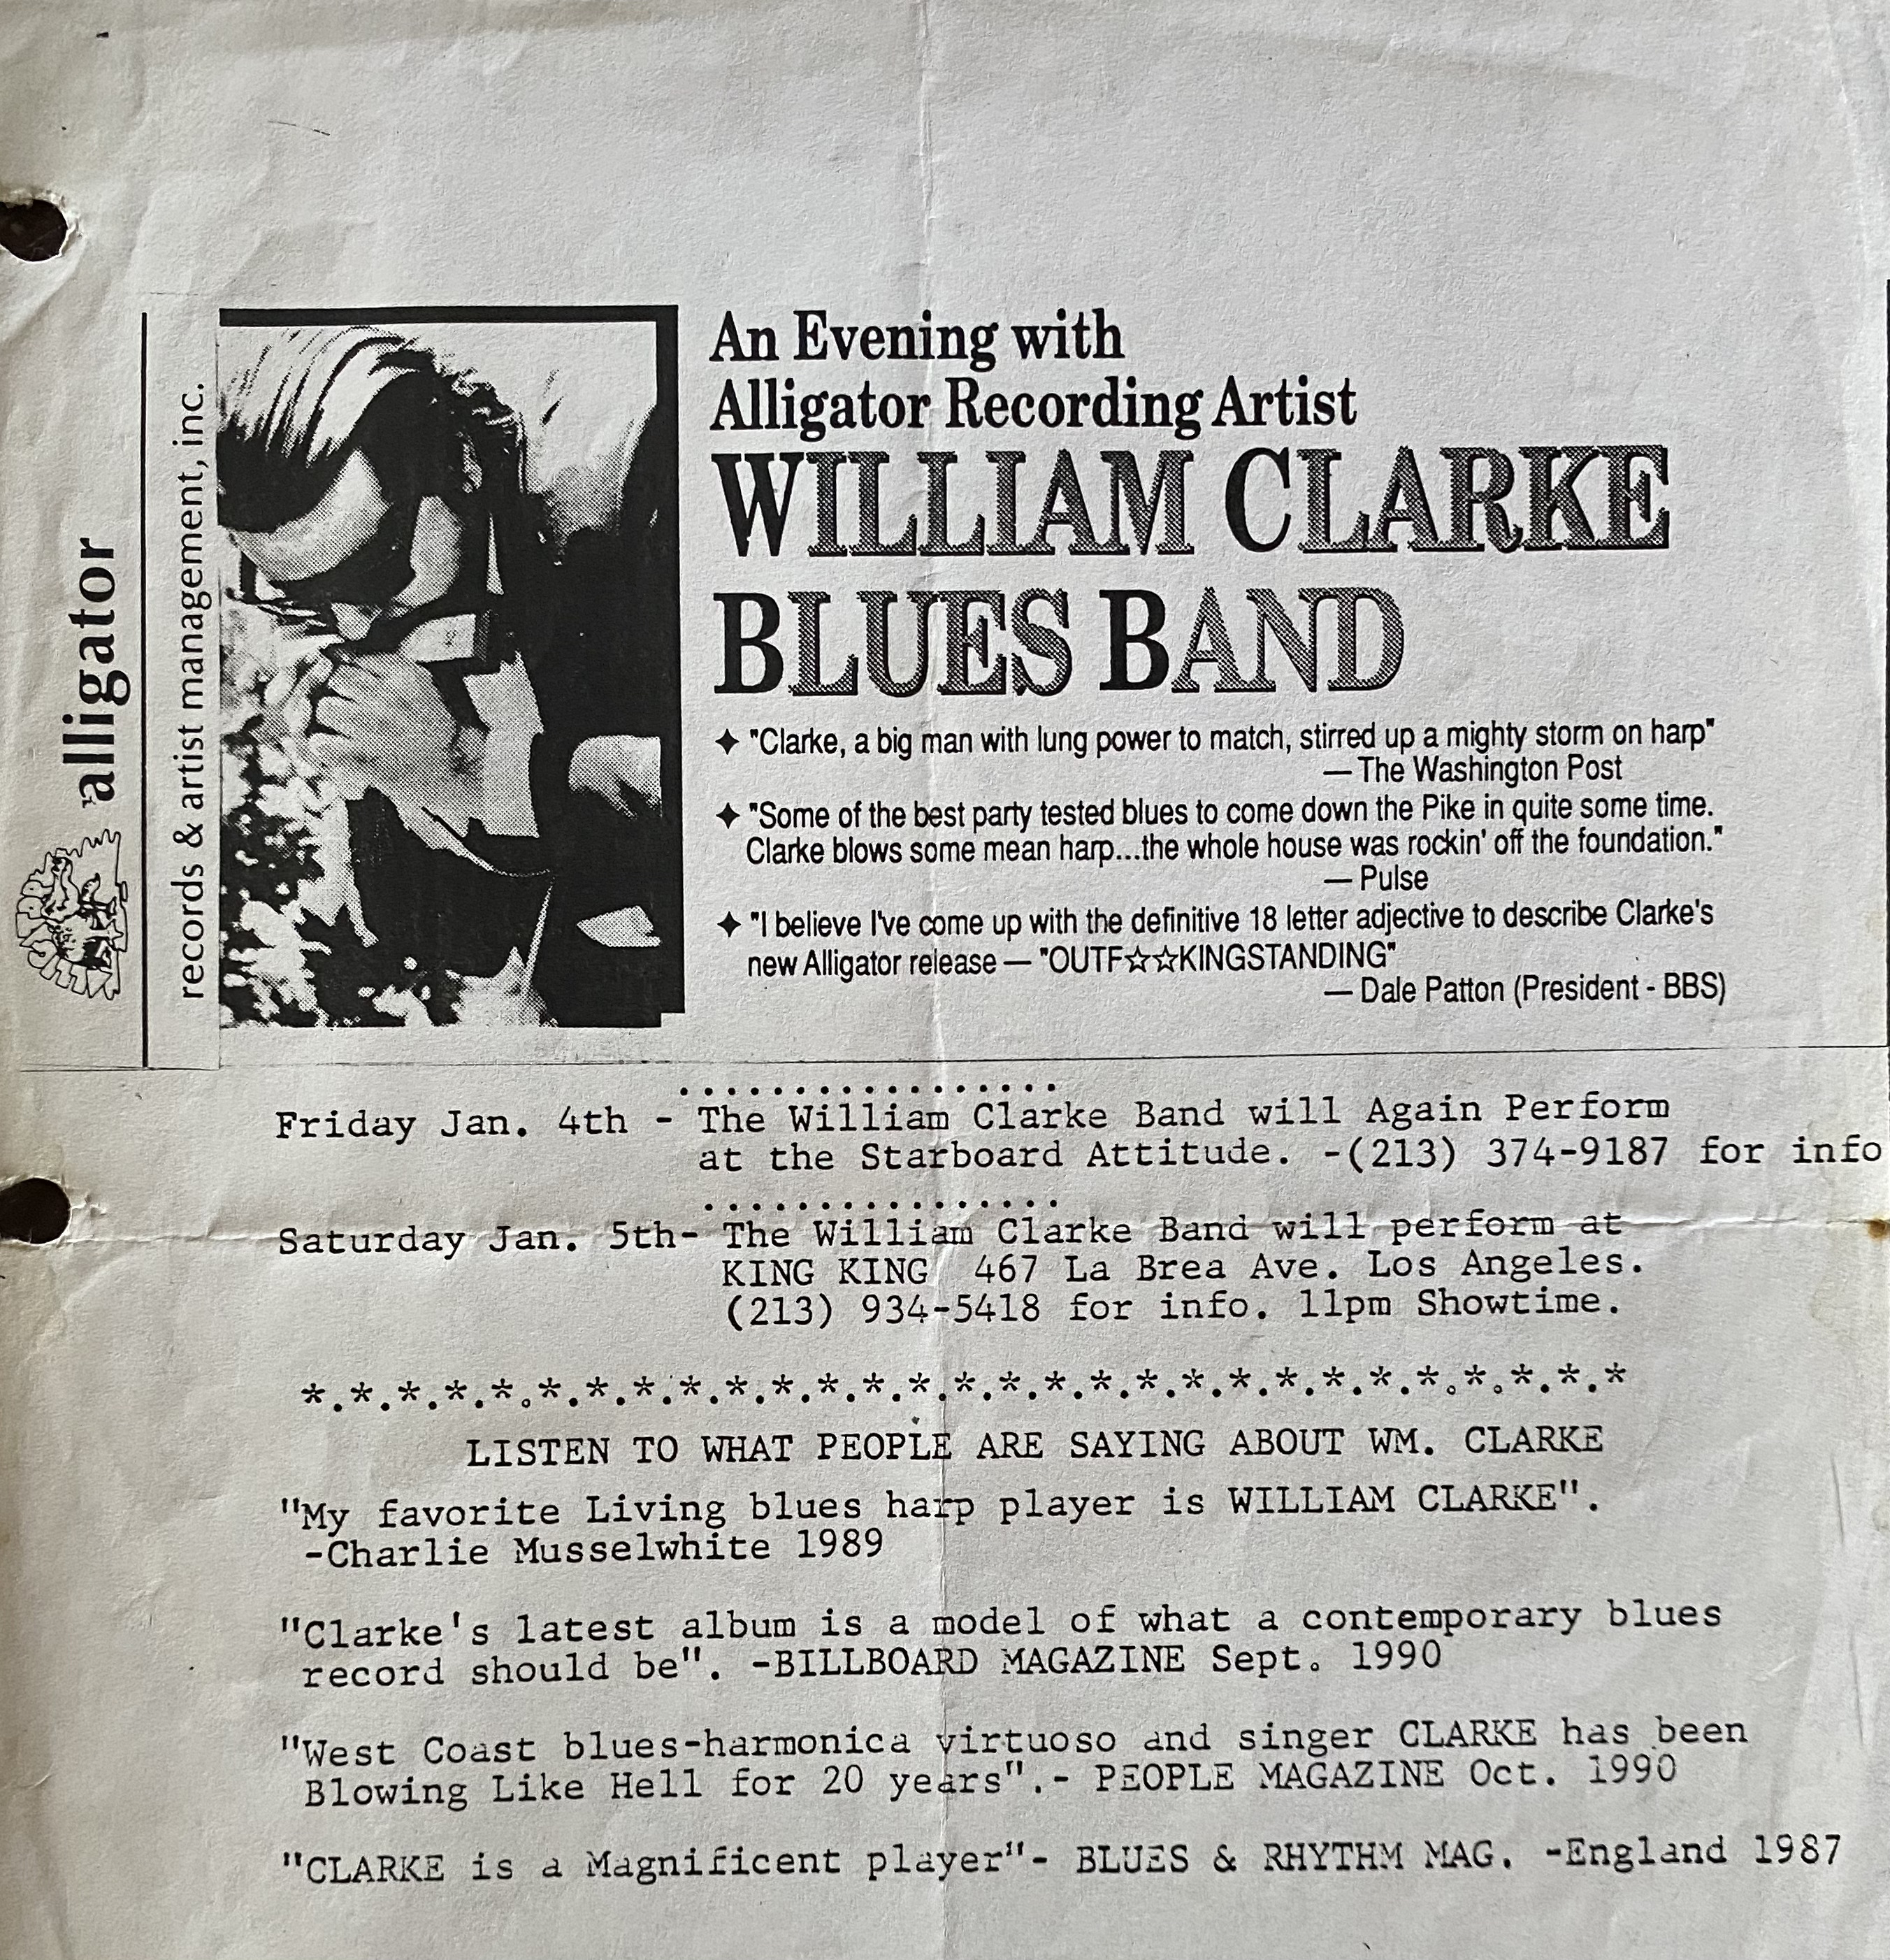 alligator
records & artist management, inc.
An Evening with
Alligator Recording Artist
WILLIAM CLARKE
BLUES BAND
✦ "Clarke, a big man with lung power to match, stirred up a mighty storm on harp"
— The Washington Post
✦ "Some of the best party tested blues to come down the Pike in quite some time.
Clarke blows some mean harp...the whole house was rockin' off the foundation."
— Pulse
✦ "I believe I've come up with the definitive 18 letter adjective to describe Clarke's
new Alligator release — "OUTF☆☆KINGSTANDING"
— Dale Patton (President - BBS)
.................
Friday Jan. 4th - The William Clarke Band will Again Perform
at the Starboard Attitude. -(213) 374-9187 for info
................
Saturday Jan. 5th- The William Clarke Band will perform at
KING KING 467 La Brea Ave. Los Angeles.
(213) 934-5418 for info. 11pm Showtime.
*.*.*.*.*.*.*.*.*.*.*.*.*.*.*.*.*.*.*.*.*.*.*.*.*.*.*.*.*
LISTEN TO WHAT PEOPLE ARE SAYING ABOUT WM. CLARKE
"My favorite Living blues harp player is WILLIAM CLARKE".
-Charlie Musselwhite 1989
"Clarke's latest album is a model of what a contemporary blues
record should be". -BILLBOARD MAGAZINE Sept. 1990
"West Coast blues-harmonica virtuoso and singer CLARKE has been
Blowing Like Hell for 20 years".- PEOPLE MAGAZINE Oct. 1990
"CLARKE is a Magnificent player"- BLUES & RHYTHM MAG. -England 1987